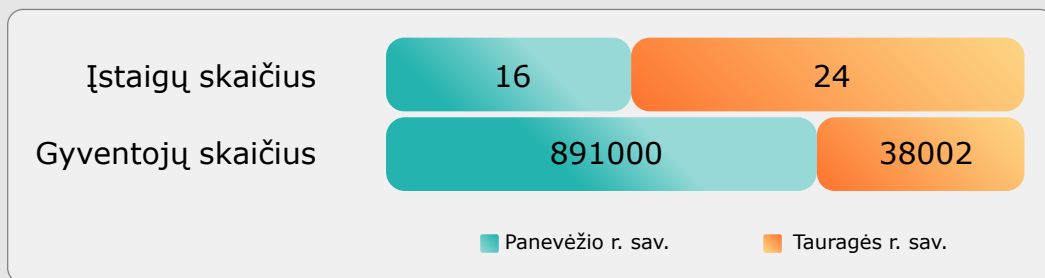 Įstaigų skaičius 16 24
Gyventojų skaičius 891000 38002
Panevėžio r. sav. Tauragės r. sav.